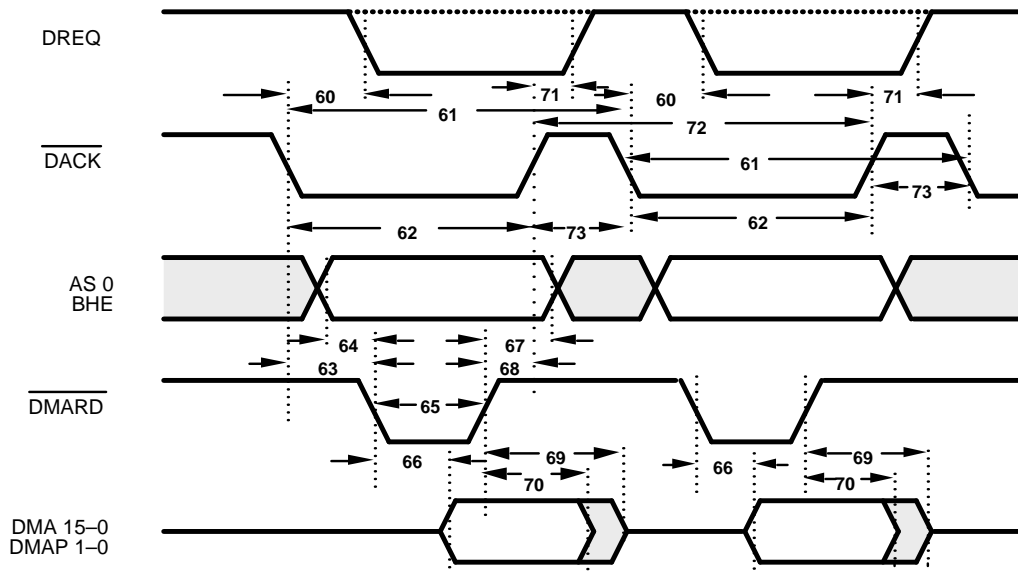 DREQ
60 71 60 71
61
72
DACK
61
73
62 73 62
AS 0
BHE
64 67
63 68
DMARD
65
66 69 66 69
70 70
DMA 15–0
DMAP 1–0